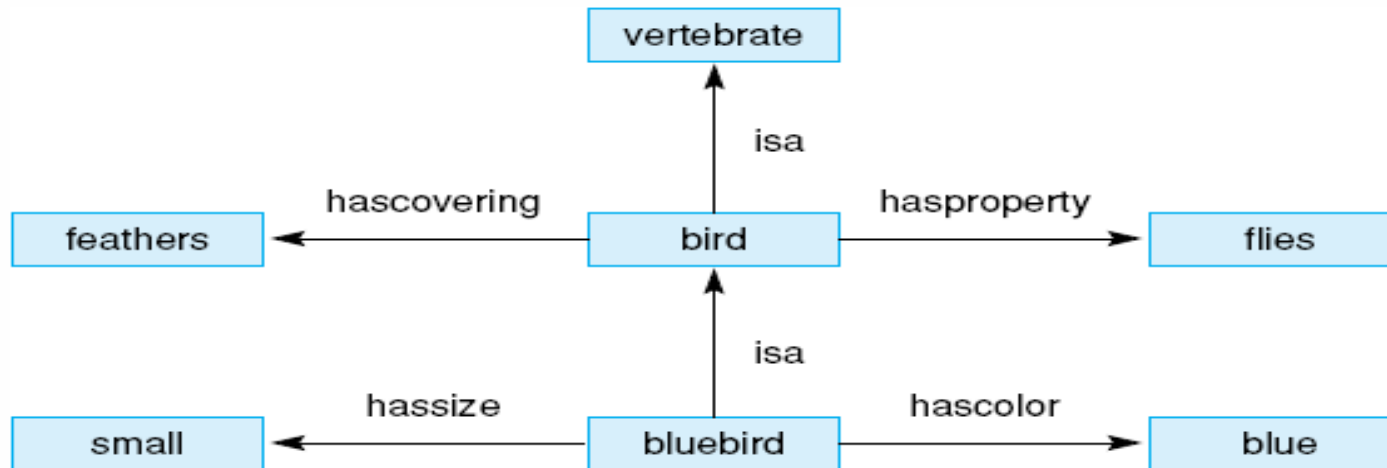 vertebrate
isa
hascovering
hasproperty
feathers
bird
flies
isa
hassize
hascolor
small
bluebird
blue